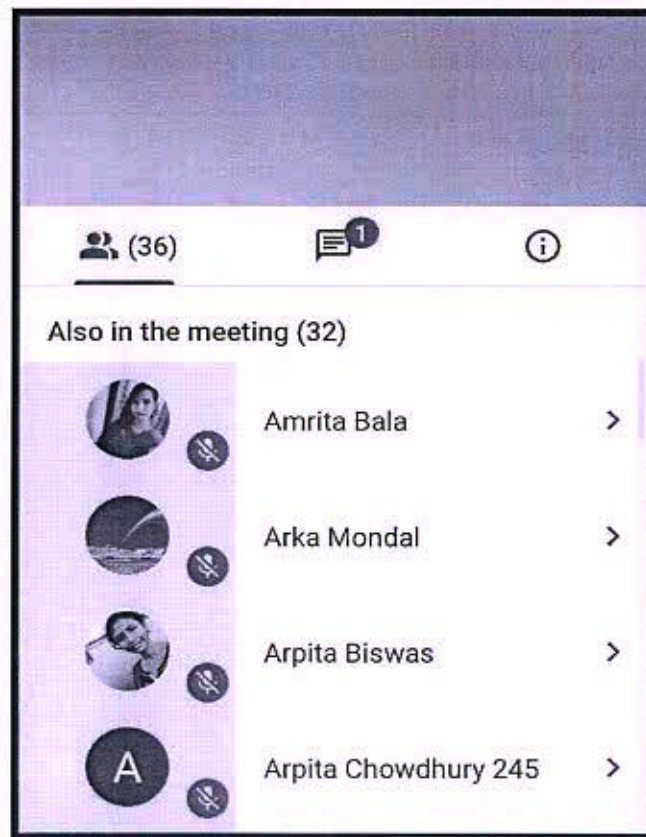 (36)
1
Also in the meeting (32)
Amrita Bala
Arka Mondal
Arpita Biswas
A
Arpita Chowdhury 245